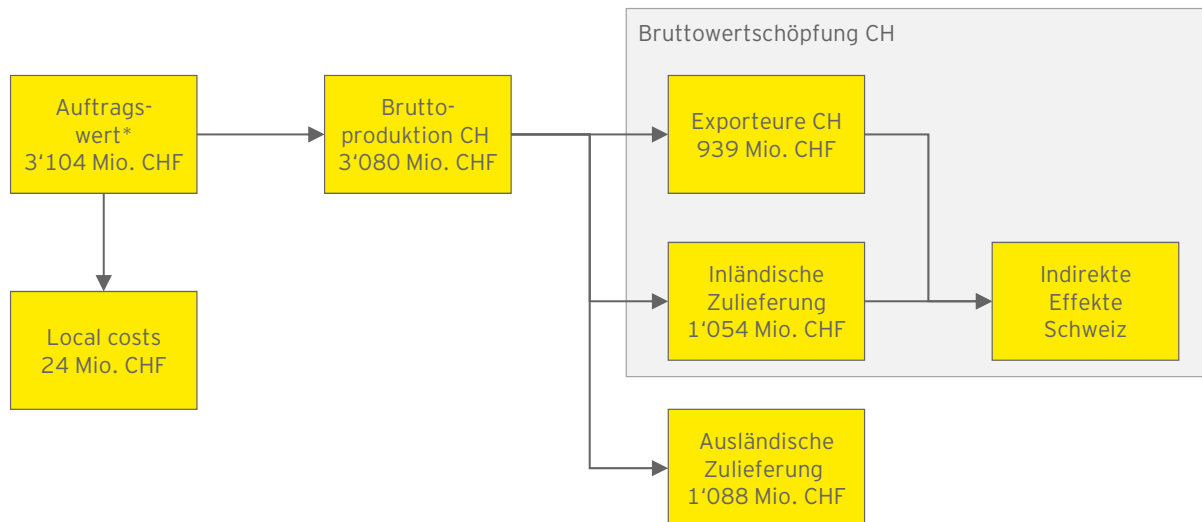 Bruttowertschöpfung CH
Auftrags-
wert*
3‘104 Mio. CHF
Brutto-
produktion CH
3‘080 Mio. CHF
Exporteure CH
939 Mio. CHF
Local costs
24 Mio. CHF
Inländische
Zulieferung
1‘054 Mio. CHF
Indirekte
Effekte
Schweiz
Ausländische
Zulieferung
1‘088 Mio. CHF